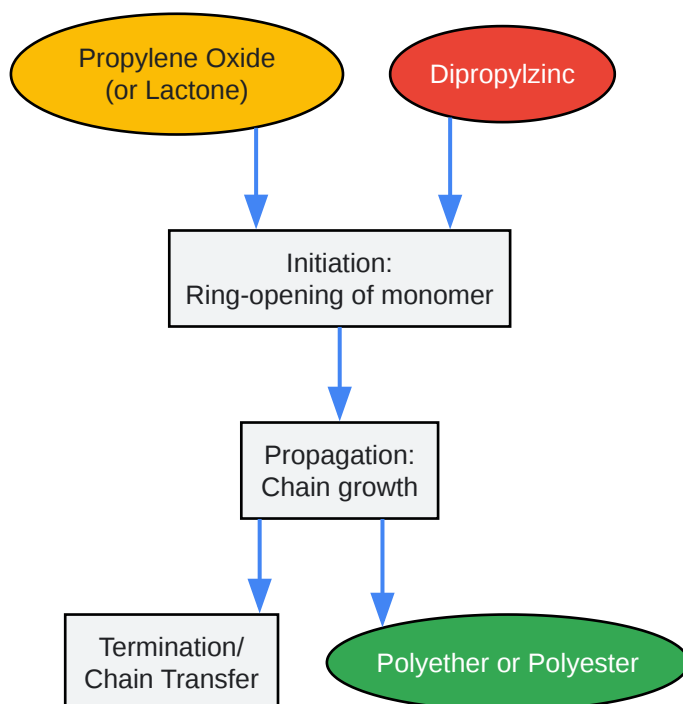 Propylene Oxide
(or Lactone)
Dipropylzinc
Initiation:
Ring-opening of monomer
Propagation:
Chain growth
Termination/
Chain Transfer
Polyether or Polyester